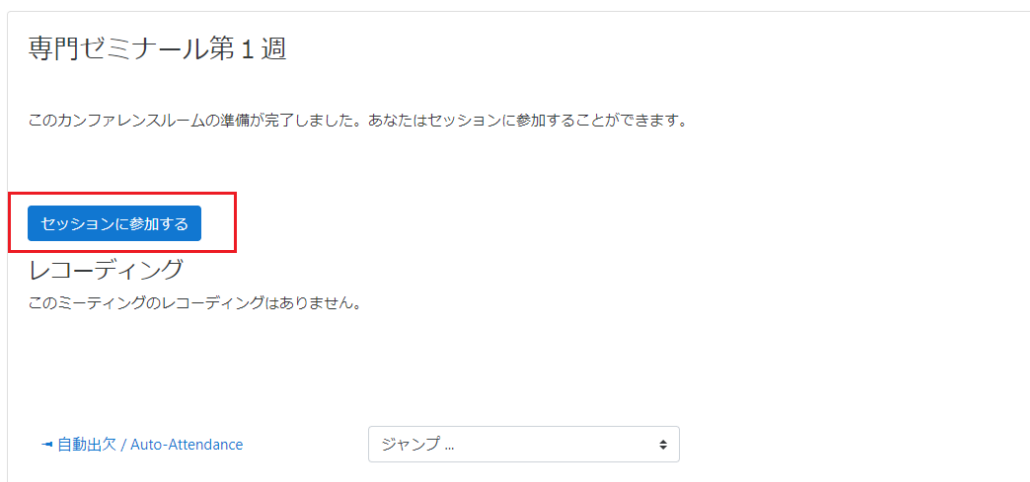 専門ゼミナール第１週
このカンファレンスルームの準備が完了しました。あなたはセッションに参加することができます。
セッションに参加する
レコーディング
このミーティングのレコーディングはありません。
◄ 自動出欠 / Auto-Attendance
ジャンプ ...